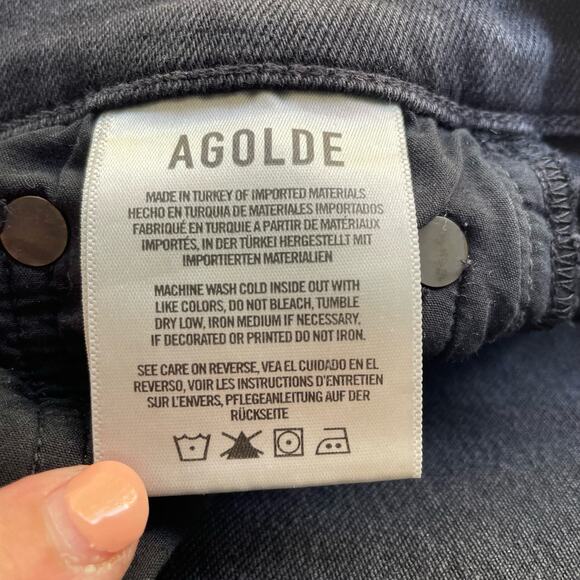 AGOLDE
MADE IN TURKEY OF IMPORTED MATERIALS
HECHO EN TURQUIA DE MATERIALES IMPORTADOS
FABRIQUÉ EN TURQUIE A PARTIR DE MATÉRIAUX
IMPORTÉS, IN DER TÜRKEI HERGESTELLT MIT
IMPORTIERTEN MATERIALIEN
MACHINE WASH COLD INSIDE OUT WITH
LIKE COLORS, DO NOT BLEACH, TUMBLE
DRY LOW, IRON MEDIUM IF NECESSARY,
IF DECORATED OR PRINTED DO NOT IRON.
SEE CARE ON REVERSE, VEA EL CUIDADO EN EL
REVERSO, VOIR LES INSTRUCTIONS D'ENTRETIEN
SUR L'ENVERS, PFLEGEANLEITUNG AUF DER
RÜCKSEITE